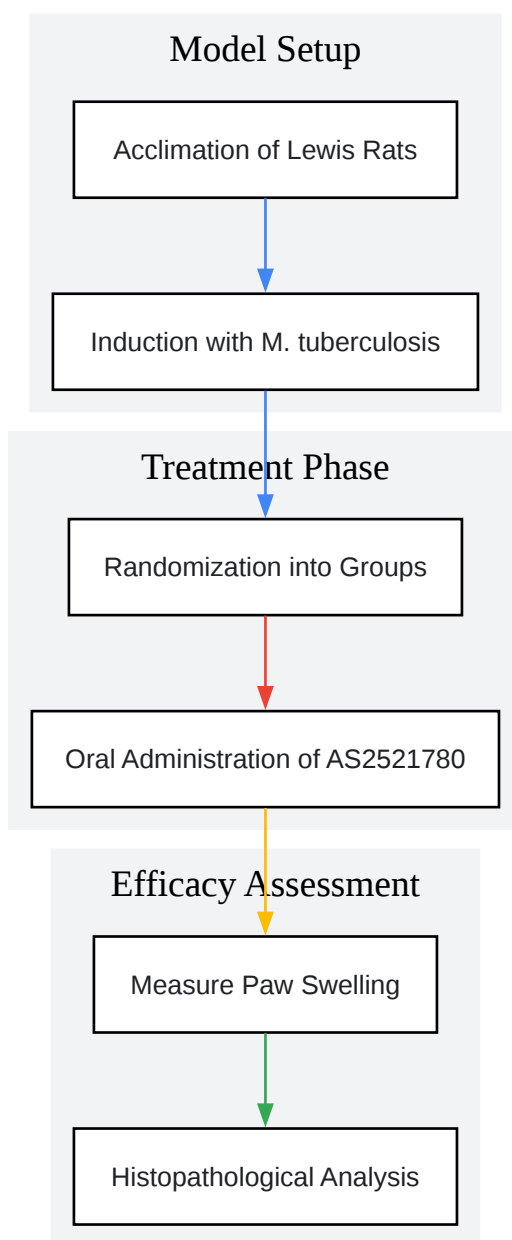 Model Setup
Acclimation of Lewis Rats
Induction with M. tuberculosis
Treatment Phase
Randomization into Groups
Oral Administration of AS2521780
Efficacy Assessment
Measure Paw Swelling
Histopathological Analysis